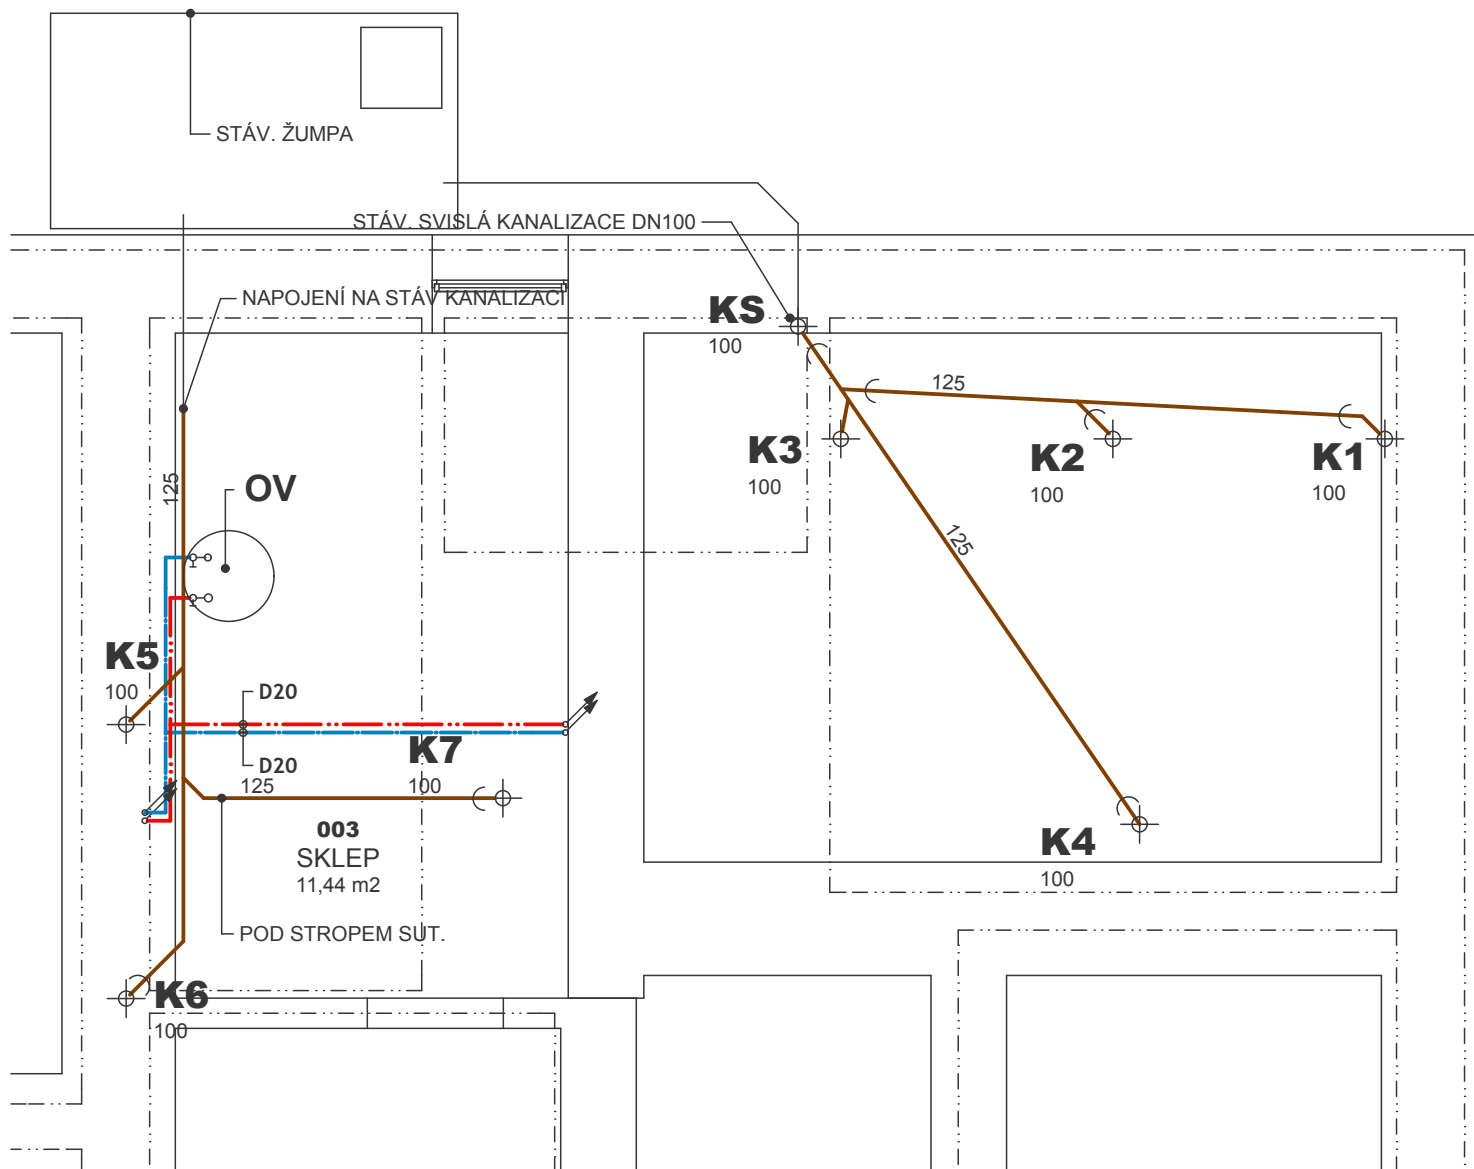 STÁV. ŽUMPA
STÁV. SVISLÁ KANALIZACE DN100
NAPOJENÍ NA STÁV KANALIZACI
KS
100
125
K3
100
K2
100
K1
100
125
OV
125
K5
100
D20
D20
125
K7
100
003
SKLEP
11,44 m2
K4
100
POD STROPEM SUT.
K6
100